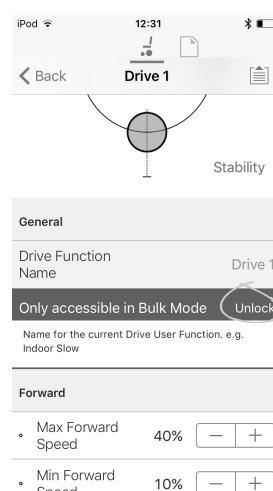 iPod 12:31
Back Drive 1
Stability
General
Drive Function
Name
Drive 1
Only accessible in Bulk Mode Unlock
Name for the current Drive User Function. e.g.
Indoor Slow
Forward
Max Forward
Speed
40% — +
Min Forward
Speed
10% — +